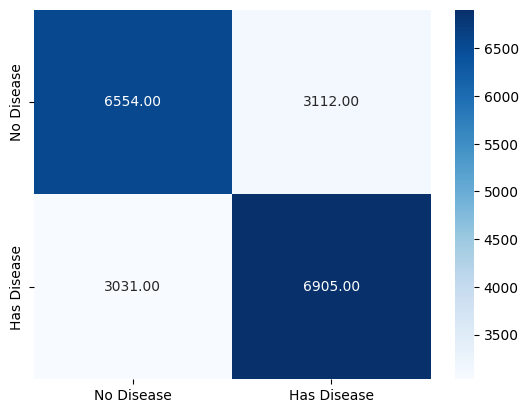 No Disease
6554.00
3112.00
Has Disease
3031.00
6905.00
No Disease
Has Disease
6500
6000
5500
5000
4500
4000
3500